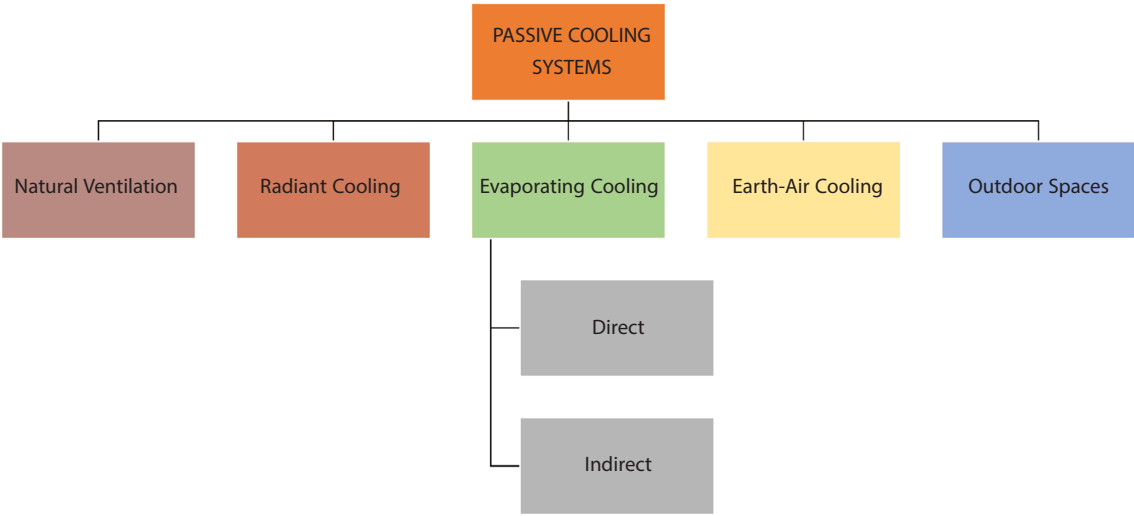 PASSIVE COOLING
SYSTEMS
Natural Ventilation
Radiant Cooling
Evaporating Cooling
Earth-Air Cooling
Outdoor Spaces
Direct
Indirect